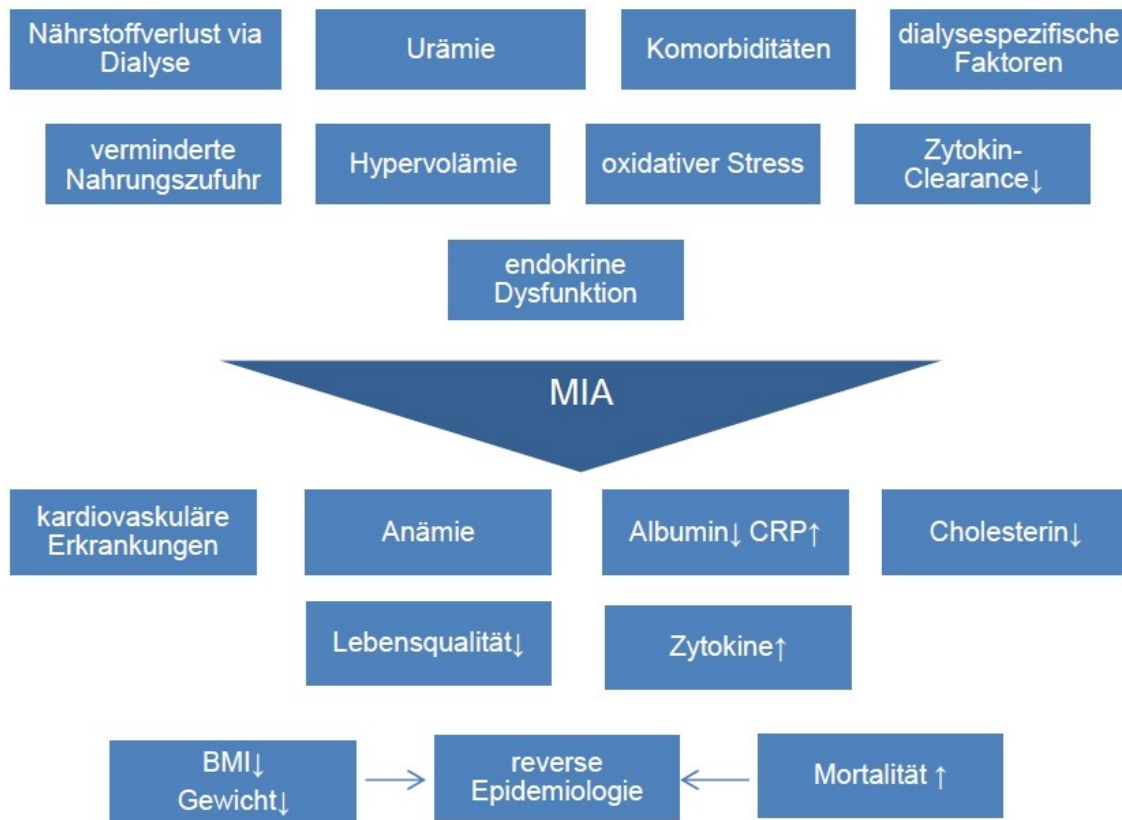 Nährstoffverlust via
Dialyse
Urämie
Komorbiditäten
dialysespezifische
Faktoren
verminderte
Nahrungszufuhr
Hypervolämie
oxidativer Stress
Zytokin-
Clearance↓
endokrine
Dysfunktion
MIA
kardiovaskuläre
Erkrankungen
Anämie
Albumin↓ CRP↑
Cholesterin↓
Lebensqualität↓
Zytokine↑
BMI↓
Gewicht↓
reverse
Epidemiologie
Mortalität ↑